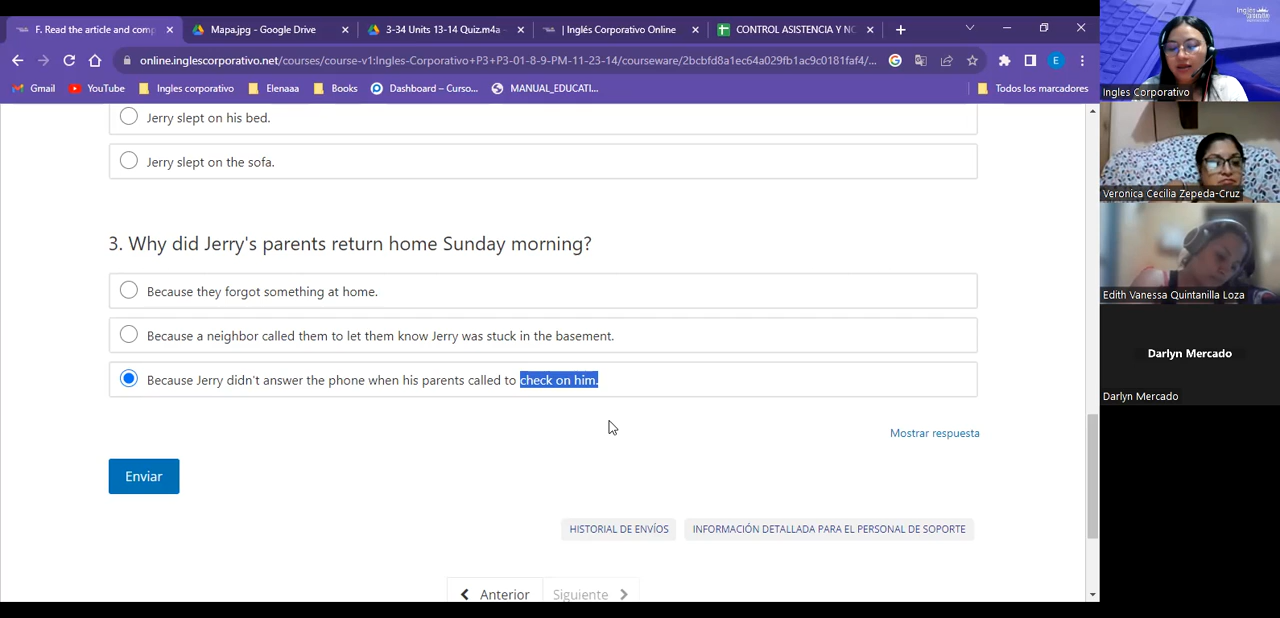 F. Read the article and comp
Mapa.jpg - Google Drive
3-34 Units 13-14 Quiz.m4a
| Inglés Corporativo Online
CONTROL ASISTENCIA Y NC
online.inglescorporativo.net/courses/course-v1:Ingles-Corporativo+P3+P3-01-8-9-PM-11-23-14/courseware/2bcbfd8a1ec64a029fb1ac9c0181faf4/...
E
Gmail
YouTube
Ingles corporativo
Elenaaa
Books
Dashboard – Curso...
MANUAL_EDUCATI...
Todos los marcadores
Jerry slept on his bed.
Jerry slept on the sofa.
3. Why did Jerry's parents return home Sunday morning?
Because they forgot something at home.
Because a neighbor called them to let them know Jerry was stuck in the basement.
Because Jerry didn't answer the phone when his parents called to check on him.
Mostrar respuesta
Enviar
HISTORIAL DE ENVÍOS
INFORMACIÓN DETALLADA PARA EL PERSONAL DE SOPORTE
Anterior
Siguiente
Ingles Corporativo
Veronica Cecilia Zepeda-Cruz
Edith Vanessa Quintanilla Loza
Darlyn Mercado
Darlyn Mercado